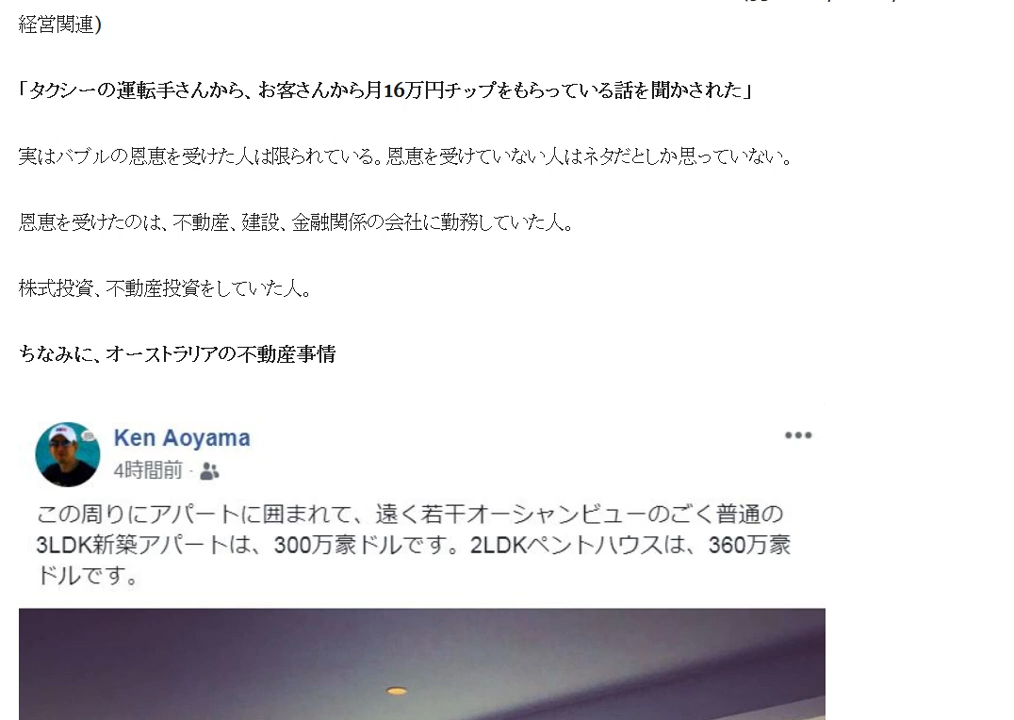 経営関連)
「タクシーの運転手さんから、お客さんから月16万円チップをもらっている話を聞かされた」
実はバブルの恩恵を受けた人は限られている。恩恵を受けていない人はネタだとしか思っていない。
恩恵を受けたのは、不動産、建設、金融関係の会社に勤務していた人。
株式投資、不動産投資をしていた人。
ちなみに、オーストラリアの不動産事情
Ken Aoyama
4時間前 ·
この周りにアパートに囲まれて、遠く若干オーシャンビューのごく普通の
3LDK新築アパートは、300万豪ドルです。2LDKペントハウスは、360万豪
ドルです。